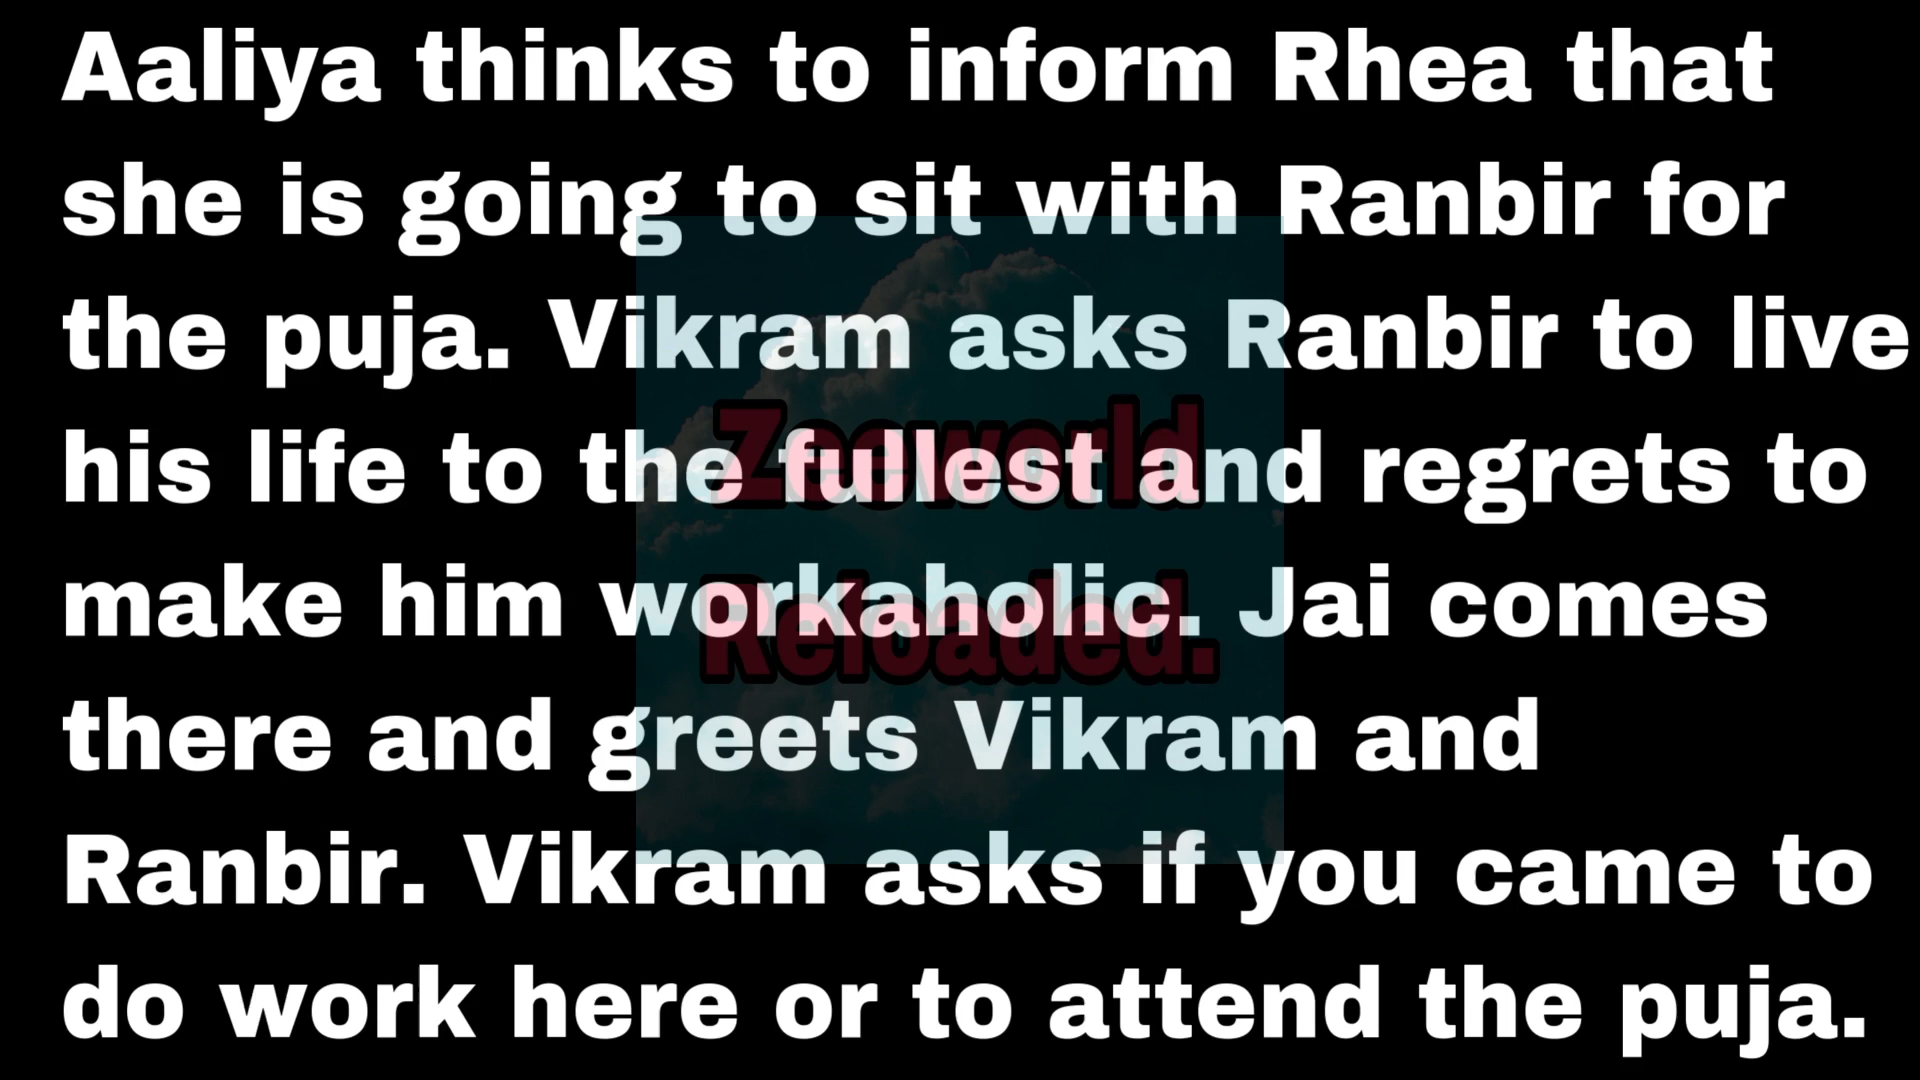 Aaliya thinks to inform Rhea that
she is going to sit with Ranbir for
the puja. Vikram asks Ranbir to live
his life to the fullest and regrets to
make him workaholic. Jai comes
there and greets Vikram and
Ranbir. Vikram asks if you came to
do work here or to attend the puja.
Zeeworld
Reloaded.